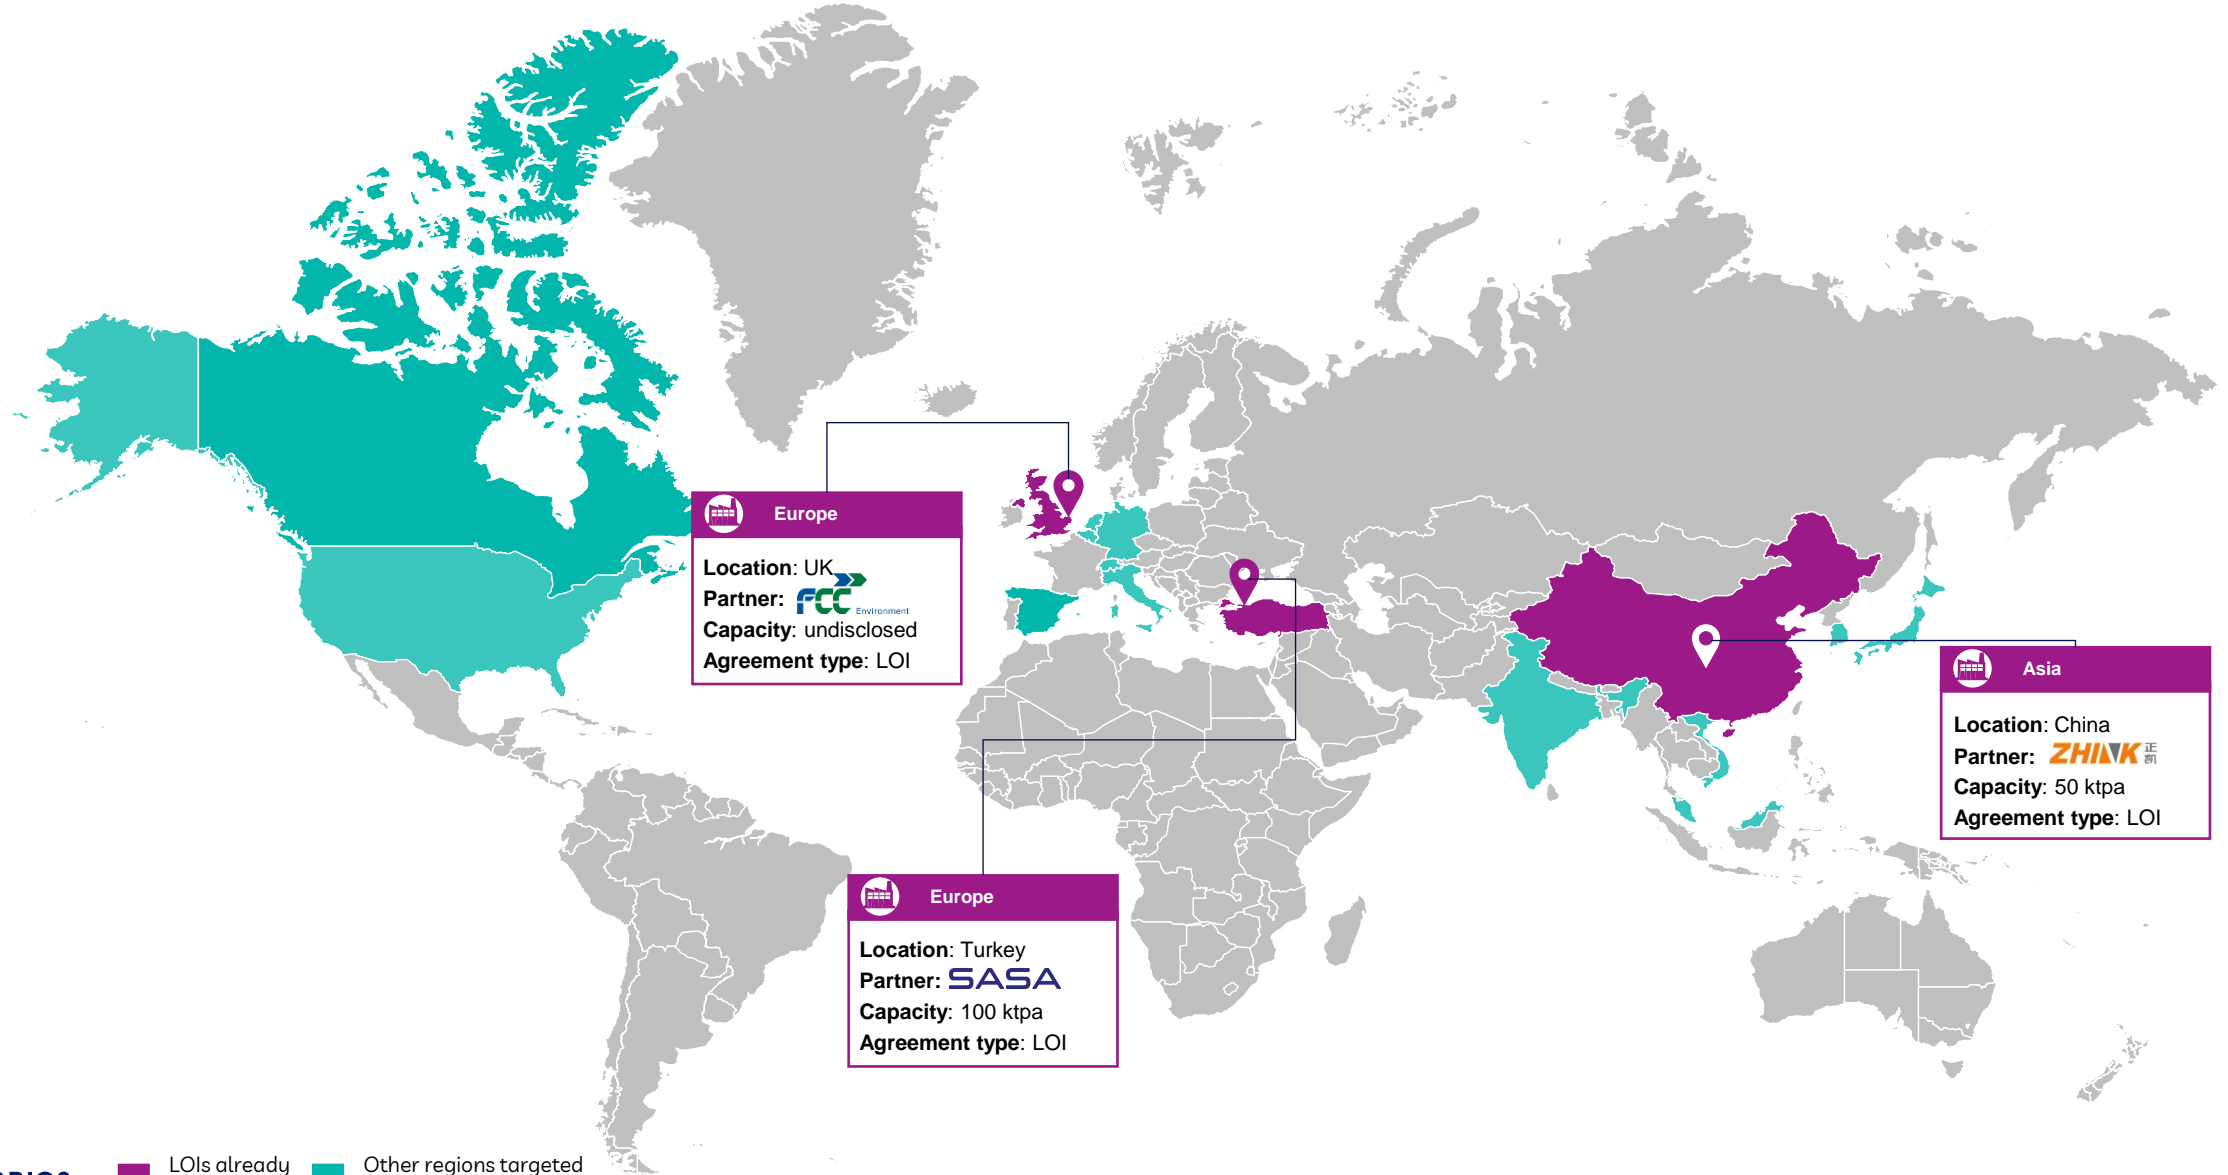 Europe
Location: UK
Partner: FCC Environment
Capacity: undisclosed
Agreement type: LOI
Asia
Location: China
Partner: ZHINK 正凯
Capacity: 50 ktpa
Agreement type: LOI
Europe
Location: Turkey
Partner: SASA
Capacity: 100 ktpa
Agreement type: LOI
LOIs already
Other regions targeted